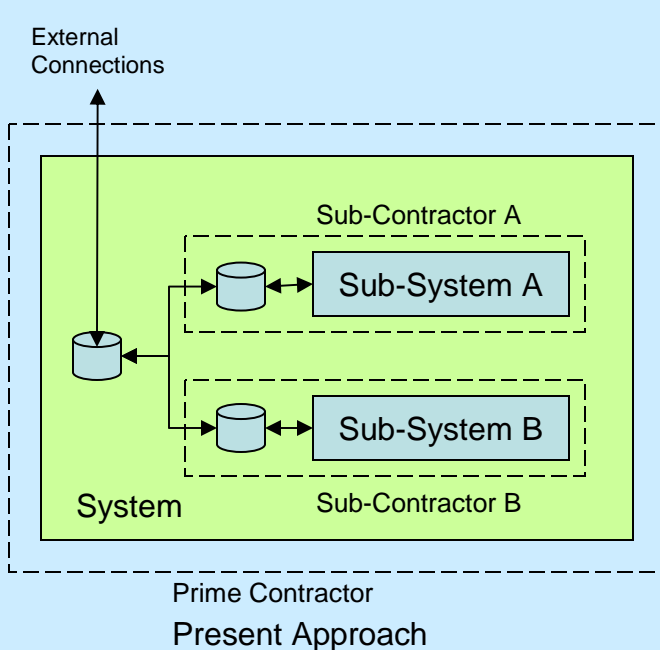 External
Connections
Sub-Contractor A
Sub-System A
Sub-System B
System
Sub-Contractor B
Prime Contractor
Present Approach